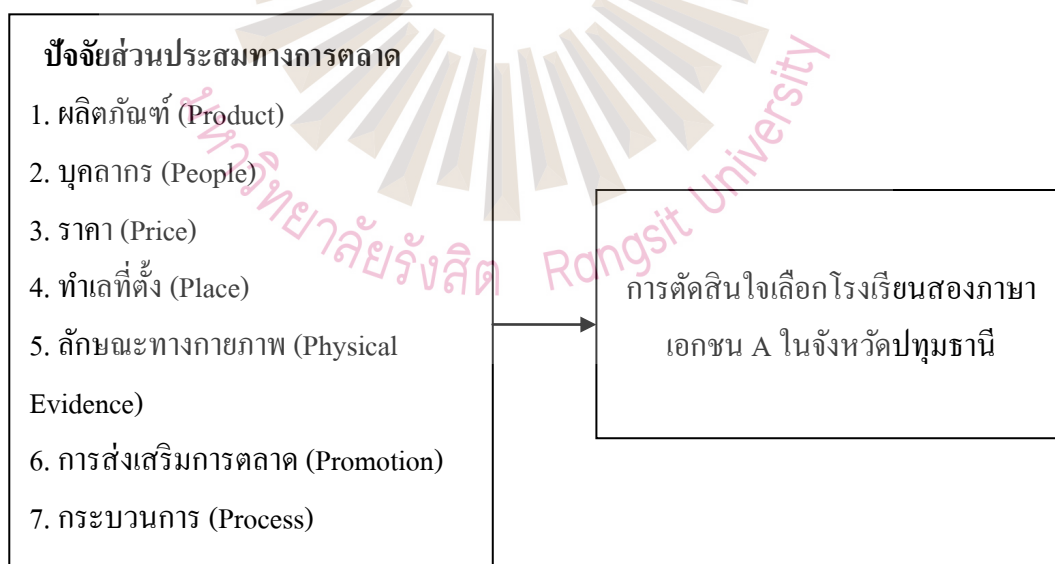 ปัจจัยส่วนประสมทางการตลาด
1. ผลิตภัณฑ์ (Product)
2. บุคลากร (People)
3. ราคา (Price)
4. ทำเลที่ตั้ง (Place)
5. ลักษณะทางกายภาพ (Physical
Evidence)
6. การส่งเสริมการตลาด (Promotion)
7. กระบวนการ (Process)
การตัดสินใจเลือกโรงเรียนสองภาษา
เอกชน A ในจังหวัดปทุมธานี
มหาวิทยาลัยรังสิต Rangsit University